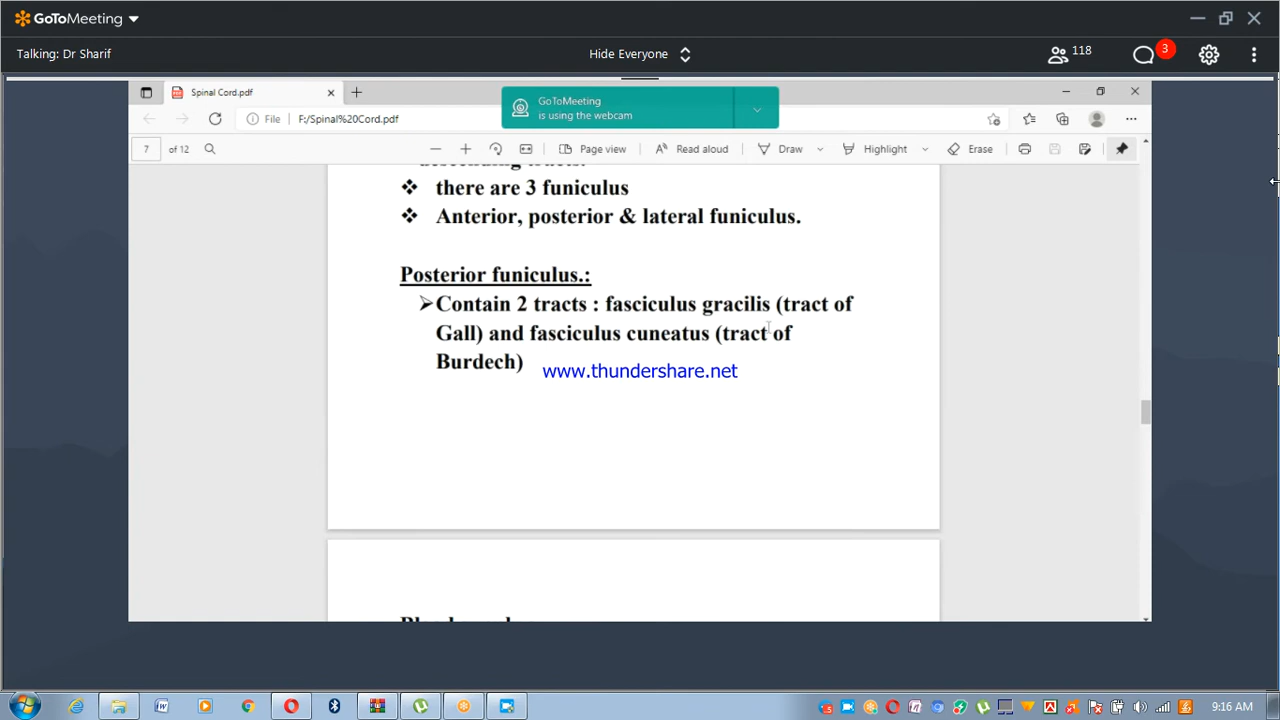 GoToMeeting
Talking: Dr Sharif
Hide Everyone
118
3
Spinal Cord.pdf
GoToMeeting
is using the webcam
File
F:/Spinal%20Cord.pdf
7 of 12
Page view
Read aloud
Draw
Highlight
Erase
descending tracts.
❖ there are 3 funiculus
❖ Anterior, posterior & lateral funiculus.
Posterior funiculus.:
➢Contain 2 tracts : fasciculus gracilis (tract of
Gall) and fasciculus cuneatus (tract of
Burdech)
www.thundershare.net
9:16 AM